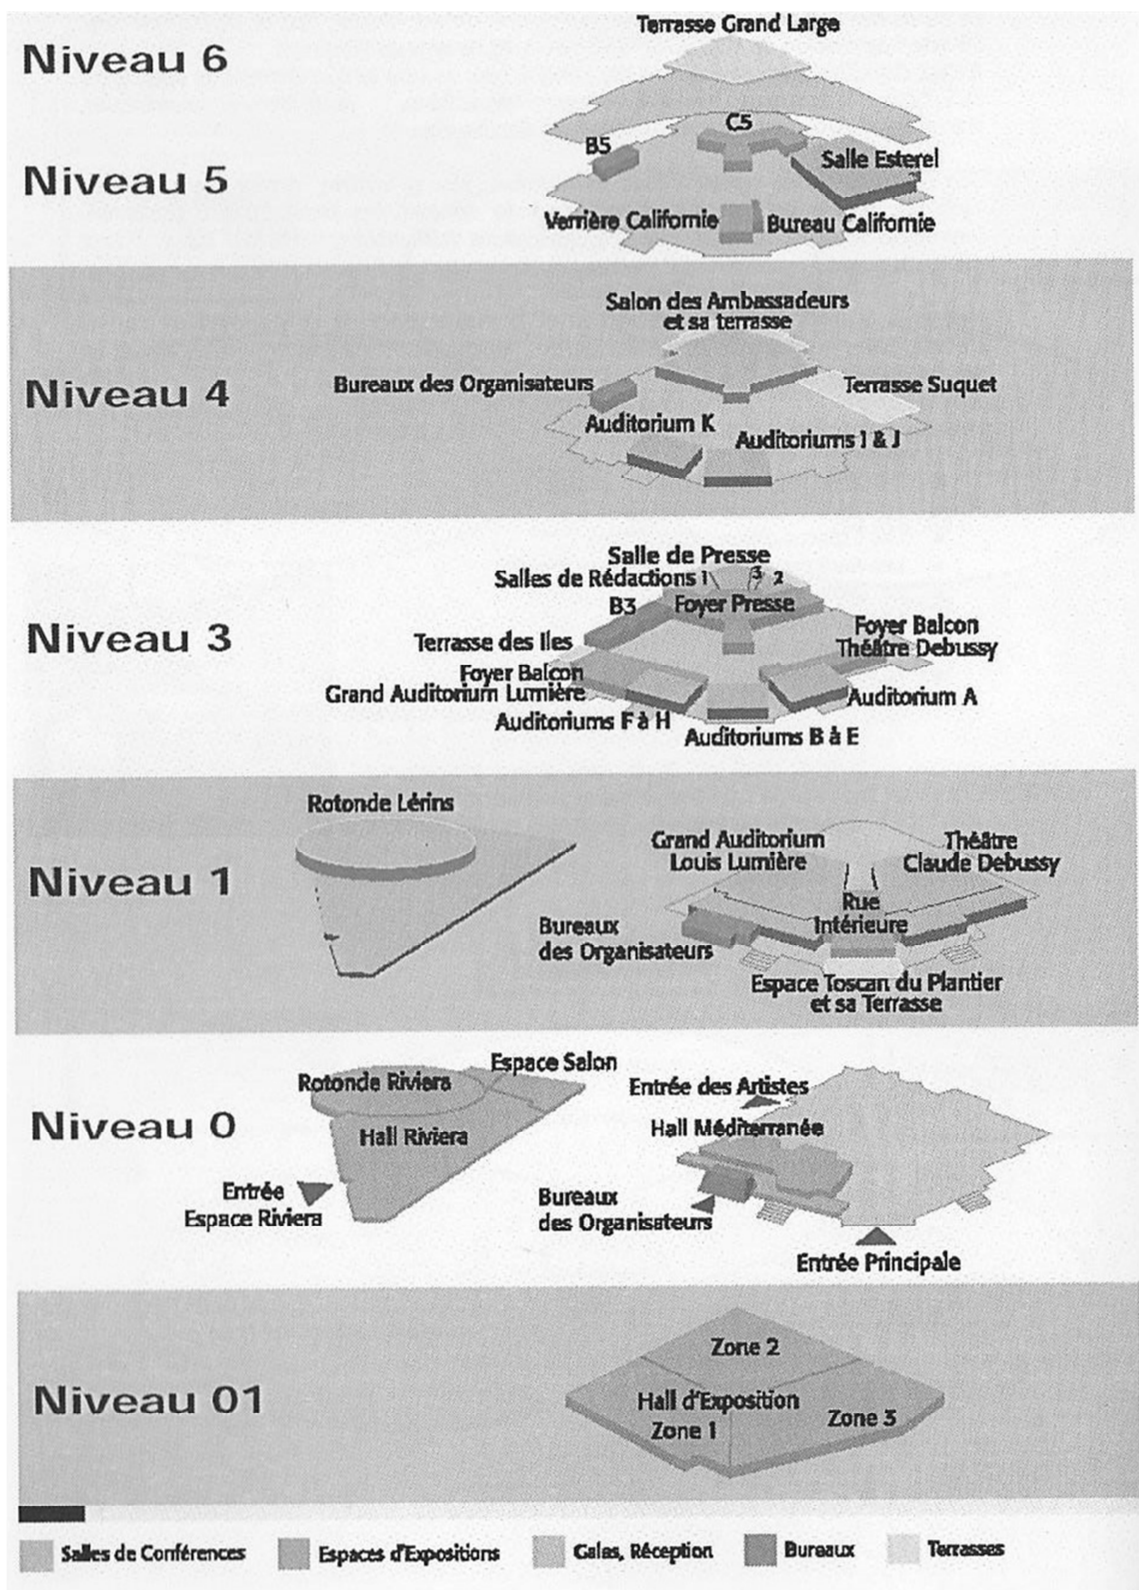 Niveau 6
Terrasse Grand Large
Niveau 5
C5
B5
Salle Esterel
Verrière Californie
Bureau Californie
Niveau 4
Salon des Ambassadeurs
et sa terrasse
Bureaux des Organisateurs
Terrasse Suquet
Auditorium K
Auditoriums I & J
Niveau 3
Salle de Presse
Salles de Rédactions 1 3 2
B3
Foyer Presse
Terrasse des Iles
Foyer Balcon
Théâtre Debussy
Foyer Balcon
Grand Auditorium Lumière
Auditorium A
Auditoriums F à H
Auditoriums B à E
Niveau 1
Rotonde Lérins
Grand Auditorium
Louis Lumière
Théâtre
Claude Debussy
Rue
Intérieure
Bureaux
des Organisateurs
Espace Toscan du Plantier
et sa Terrasse
Niveau 0
Rotonde Riviera
Espace Salon
Hall Riviera
Entrée
Espace Riviera
Entrée des Artistes
Hall Méditerranée
Bureaux
des Organisateurs
Entrée Principale
Niveau 01
Zone 2
Hall d'Exposition
Zone 1
Zone 3
Salles de Conférences
Espaces d'Expositions
Galas, Réception
Bureaux
Terrasses